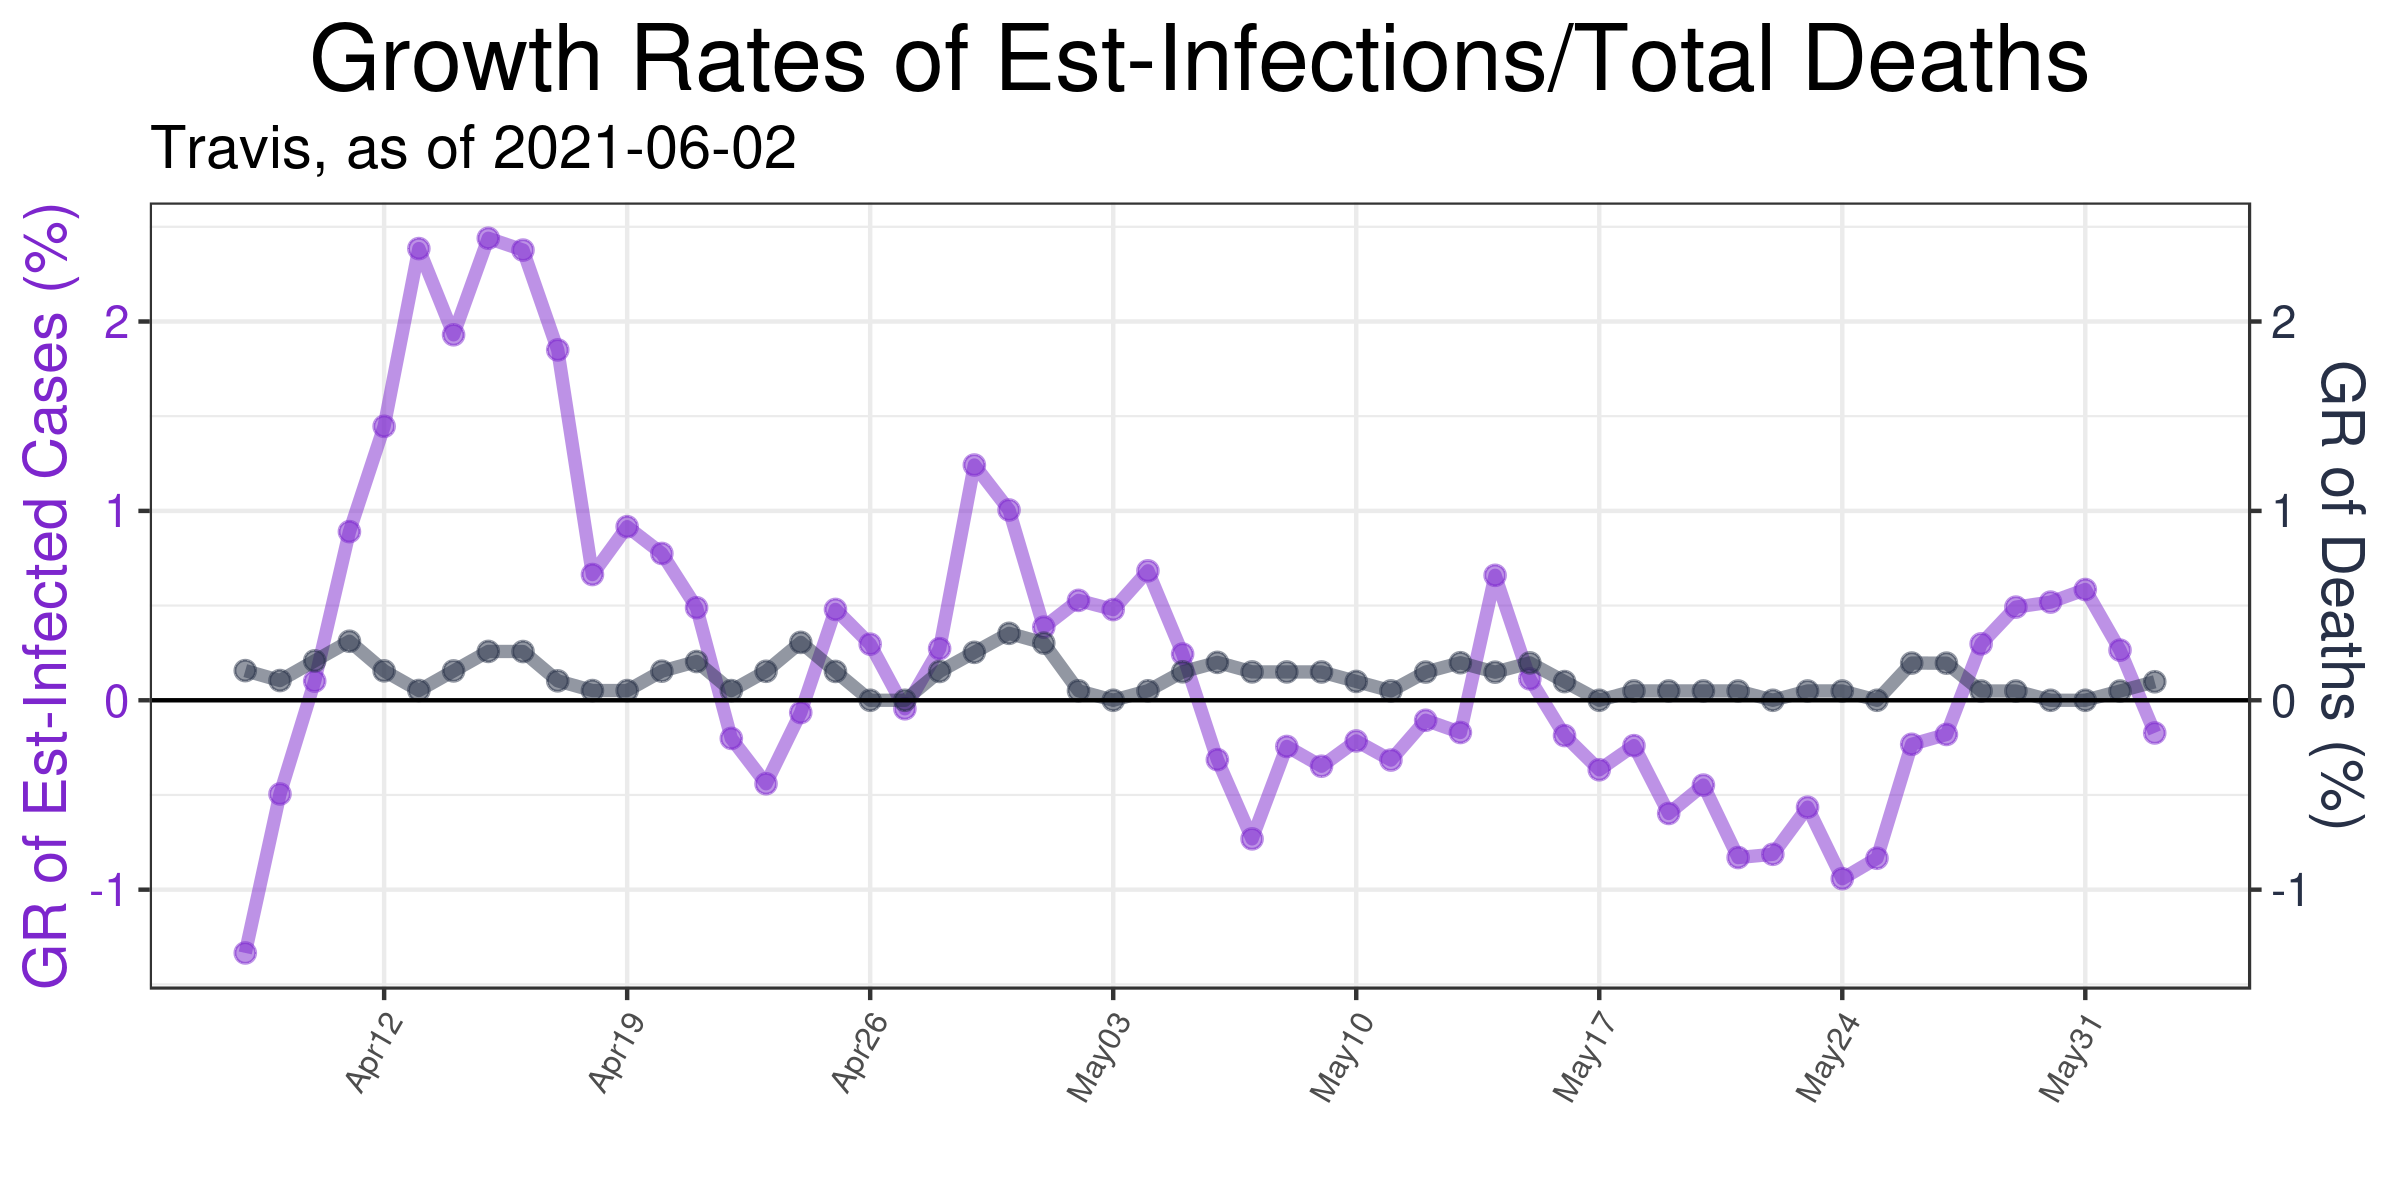 Growth Rates of Est-Infections/Total Deaths
Travis, as of 2021-06-02
GR of Est-Infected Cases (%)
2
1
0
-1
2
1
0
-1
GR of Deaths (%)
Apr12
Apr19
Apr26
May03
May10
May17
May24
May31